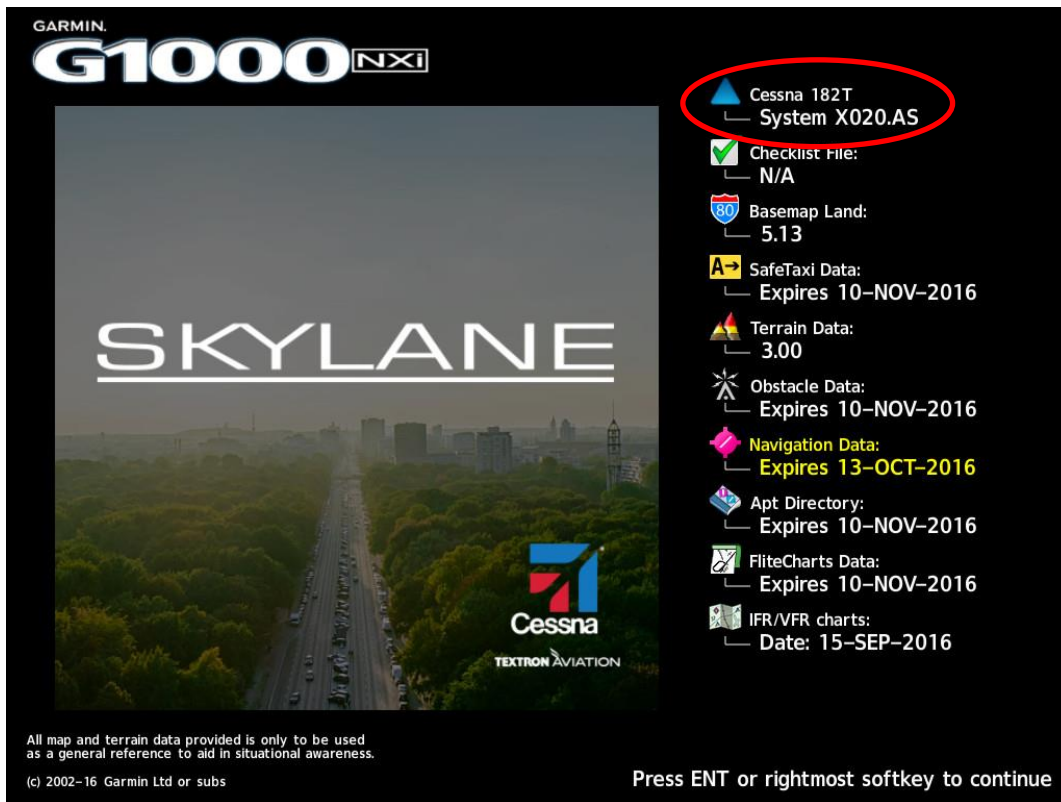 GARMIN.
G1000 NXi
Cessna 182T
System X020.AS
Checklist File:
N/A
80
Basemap Land:
5.13
A→
SafeTaxi Data:
Expires 10-NOV-2016
Terrain Data:
3.00
Obstacle Data:
Expires 10-NOV-2016
Navigation Data:
Expires 13-OCT-2016
Apt Directory:
Expires 10-NOV-2016
FliteCharts Data:
Expires 10-NOV-2016
IFR/VFR charts:
Date: 15-SEP-2016
SKYLANE
Cessna
TEXTRON AVIATION
All map and terrain data provided is only to be used
as a general reference to aid in situational awareness.
(c) 2002-16 Garmin Ltd or subs
Press ENT or rightmost softkey to continue